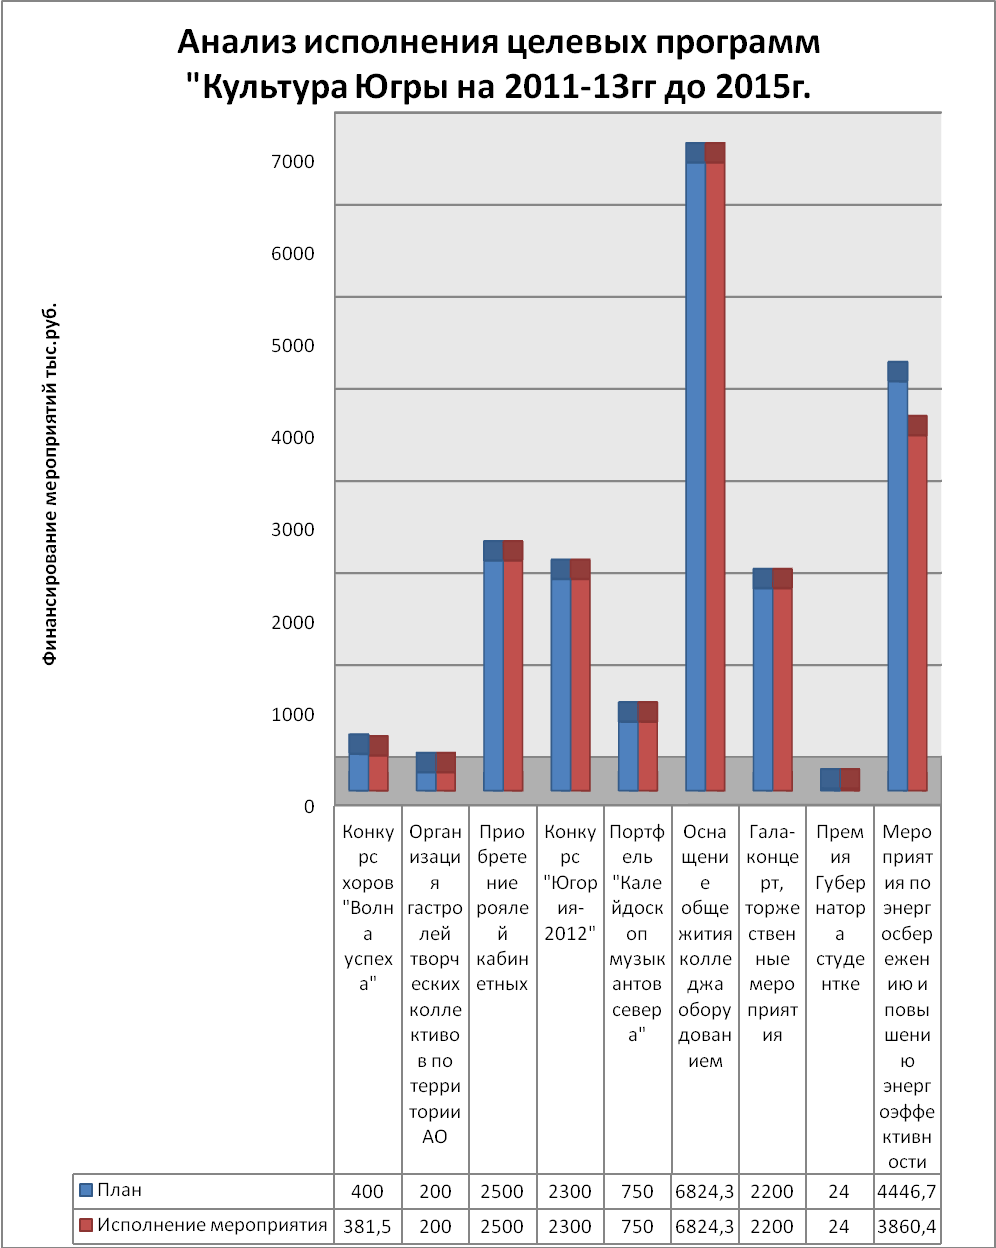 Анализ исполнения целевых программ
"Культура Югры на 2011-13гг до 2015г.
Финансирование мероприятий тыс.руб.
7000
6000
5000
4000
3000
2000
1000
0
Конку
рс
хоров
"Волн
а
успех
а"
Орган
изаци
я
гастро
лей
творч
еских
колле
ктиво
в по
терри
тории
АО
Прио
брете
ние
рояле
й
кабин
етных
Конку
рс
"Югор
ия-
2012"
Портф
ель
"Кале
йдоск
оп
музык
антов
север
а"
Осна
щени
е
обще
жития
колле
джа
обору
дован
ием
Гала-
конце
рт,
торже
ствен
ные
меро
прият
ия
Прем
ия
Губер
натор
а
студе
нтке
Меро
прият
ия по
энерг
осбер
ежен
ию и
повы
шени
ю
энерг
оэффе
ктивн
ости
План 400 200 2500 2300 750 6824,3 2200 24 4446,7
Исполнение мероприятия 381,5 200 2500 2300 750 6824,3 2200 24 3860,4